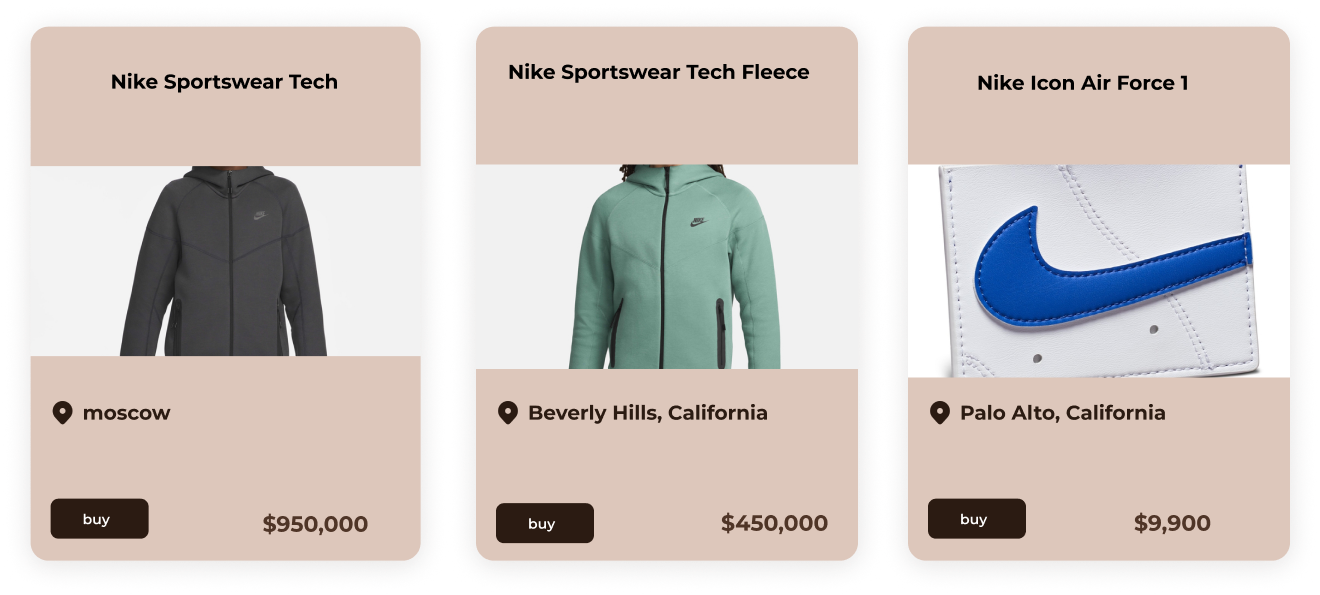 Nike Sportswear Tech
moscow
buy
$950,000
Nike Sportswear Tech Fleece
Beverly Hills, California
buy
$450,000
Nike Icon Air Force 1
Palo Alto, California
buy
$9,900